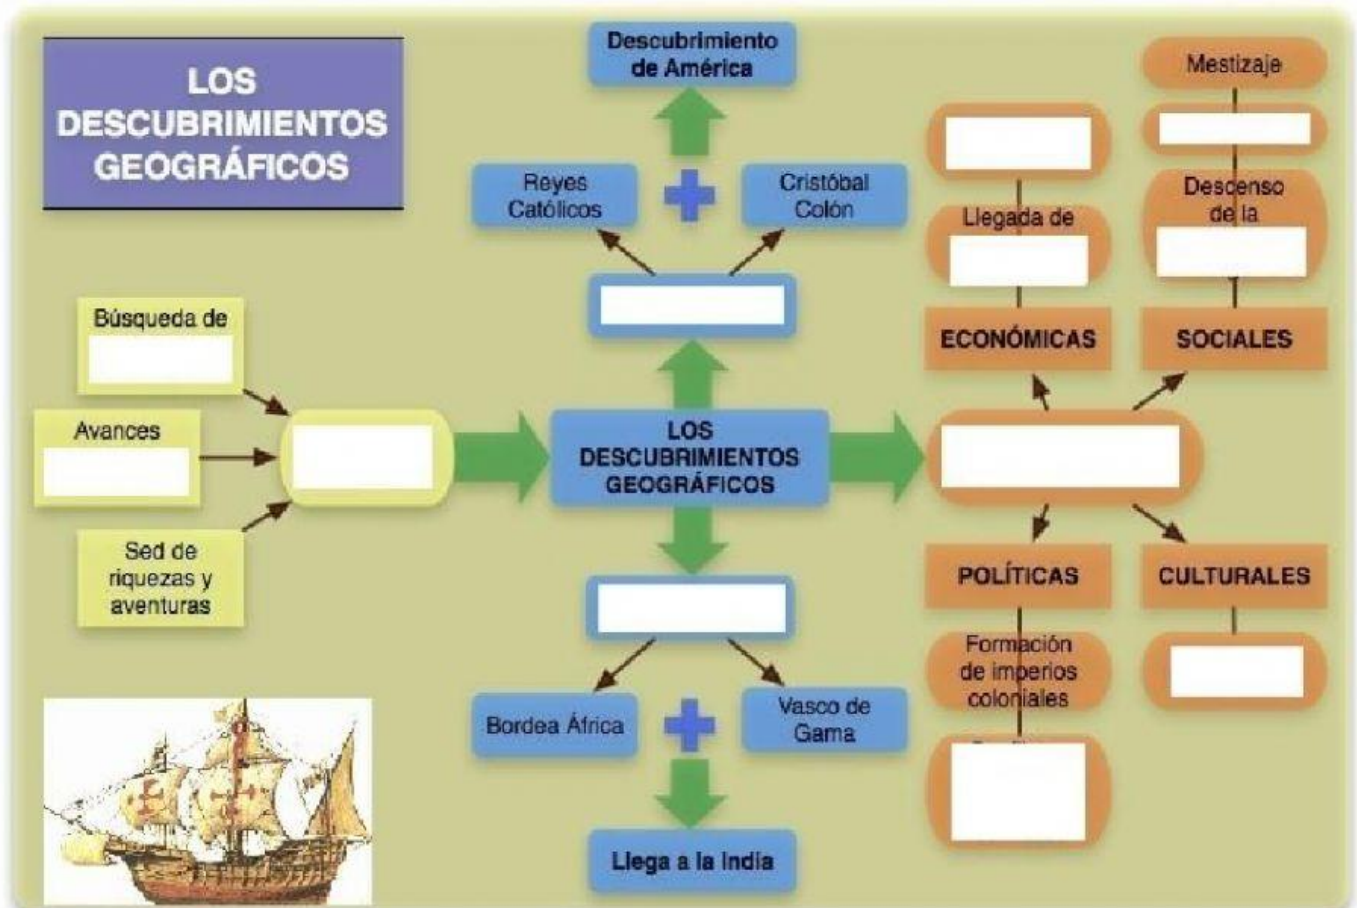 LOS
DESCUBRIMIENTOS
GEOGRÁFICOS
Descubrimiento
de América
Reyes
Católicos
Cristóbal
Colón
Búsqueda de
Avances
Sed de
riquezas y
aventuras
LOS
DESCUBRIMIENTOS
GEOGRÁFICOS
Bordea África
Vasco de
Gama
Llega a la India
Llegada de
ECONÓMICAS
Mestizaje
Descenso
de la
SOCIALES
POLÍTICAS
Formación
de imperios
coloniales
CULTURALES